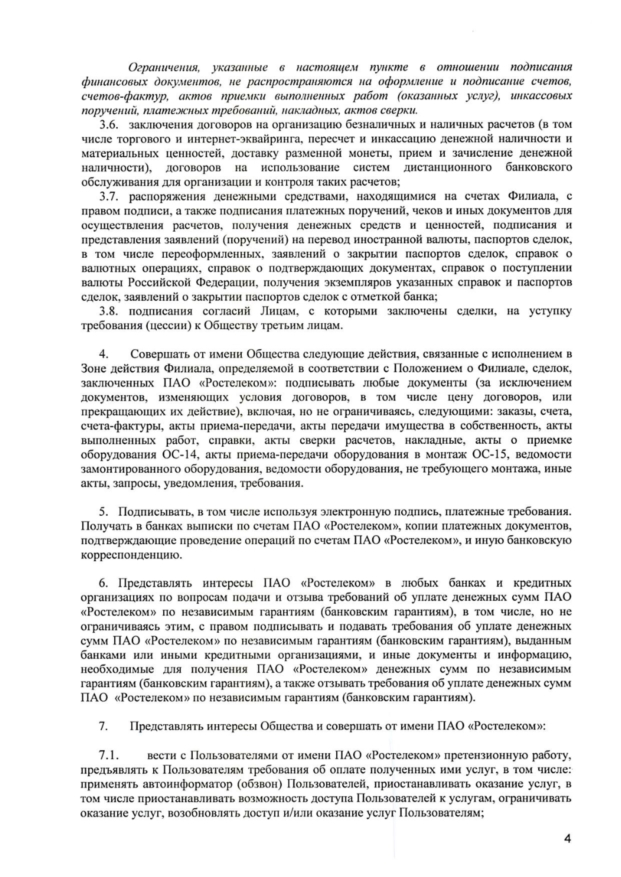 Ограничения, указанные в настоящем пункте в отношении подписания
финансовых документов, не распространяются на оформление и подписание счетов,
счетов-фактур, актов приемки выполненных работ (оказанных услуг), инкассовых
поручений, платежных требований, накладных, актов сверки.
3.6. заключения договоров на организацию безналичных и наличных расчетов (в том
числе торгового и интернет-эквайринга, пересчет и инкассацию денежной наличности и
материальных ценностей, доставку разменной монеты, прием и зачисление денежной
наличности), договоров на использование систем дистанционного банковского
обслуживания для организации и контроля таких расчетов;
3.7. распоряжения денежными средствами, находящимися на счетах Филиала, с
правом подписи, а также подписания платежных поручений, чеков и иных документов для
осуществления расчетов, получения денежных средств и ценностей, подписания и
представления заявлений (поручений) на перевод иностранной валюты, паспортов сделок,
в том числе переоформленных, заявлений о закрытии паспортов сделок, справок о
валютных операциях, справок о подтверждающих документах, справок о поступлении
валюты Российской Федерации, получения экземпляров указанных справок и паспортов
сделок, заявлений о закрытии паспортов сделок с отметкой банка;
3.8. подписания согласий Лицам, с которыми заключены сделки, на уступку
требования (цессии) к Обществу третьим лицам.
4. Совершать от имени Общества следующие действия, связанные с исполнением в
Зоне действия Филиала, определяемой в соответствии с Положением о Филиале, сделок,
заключенных ПАО «Ростелеком»: подписывать любые документы (за исключением
документов, изменяющих условия договоров, в том числе цену договоров, или
прекращающих их действие), включая, но не ограничиваясь, следующими: заказы, счета,
счета-фактуры, акты приема-передачи, акты передачи имущества в собственность, акты
выполненных работ, справки, акты сверки расчетов, накладные, акты о приемке
оборудования ОС-14, акты приема-передачи оборудования в монтаж ОС-15, ведомости
замонтированного оборудования, ведомости оборудования, не требующего монтажа, иные
акты, запросы, уведомления, требования.
5. Подписывать, в том числе используя электронную подпись, платежные требования.
Получать в банках выписки по счетам ПАО «Ростелеком», копии платежных документов,
подтверждающие проведение операций по счетам ПАО «Ростелеком», и иную банковскую
корреспонденцию.
6. Представлять интересы ПАО «Ростелеком» в любых банках и кредитных
организациях по вопросам подачи и отзыва требований об уплате денежных сумм ПАО
«Ростелеком» по независимым гарантиям (банковским гарантиям), в том числе, но не
ограничиваясь этим, с правом подписывать и подавать требования об уплате денежных
сумм ПАО «Ростелеком» по независимым гарантиям (банковским гарантиям), выданным
банками или иными кредитными организациями, и иные документы и информацию,
необходимые для получения ПАО «Ростелеком» денежных сумм по независимым
гарантиям (банковским гарантиям), а также отзывать требования об уплате денежных сумм
ПАО «Ростелеком» по независимым гарантиям (банковским гарантиям).
7. Представлять интересы Общества и совершать от имени ПАО «Ростелеком»:
7.1. вести с Пользователями от имени ПАО «Ростелеком» претензионную работу,
предъявлять к Пользователям требования об оплате полученных ими услуг, в том числе:
применять автоинформатор (обзвон) Пользователей, приостанавливать оказание услуг, в
том числе приостанавливать возможность доступа Пользователей к услугам, ограничивать
оказание услуг, возобновлять доступ и/или оказание услуг Пользователям;
4